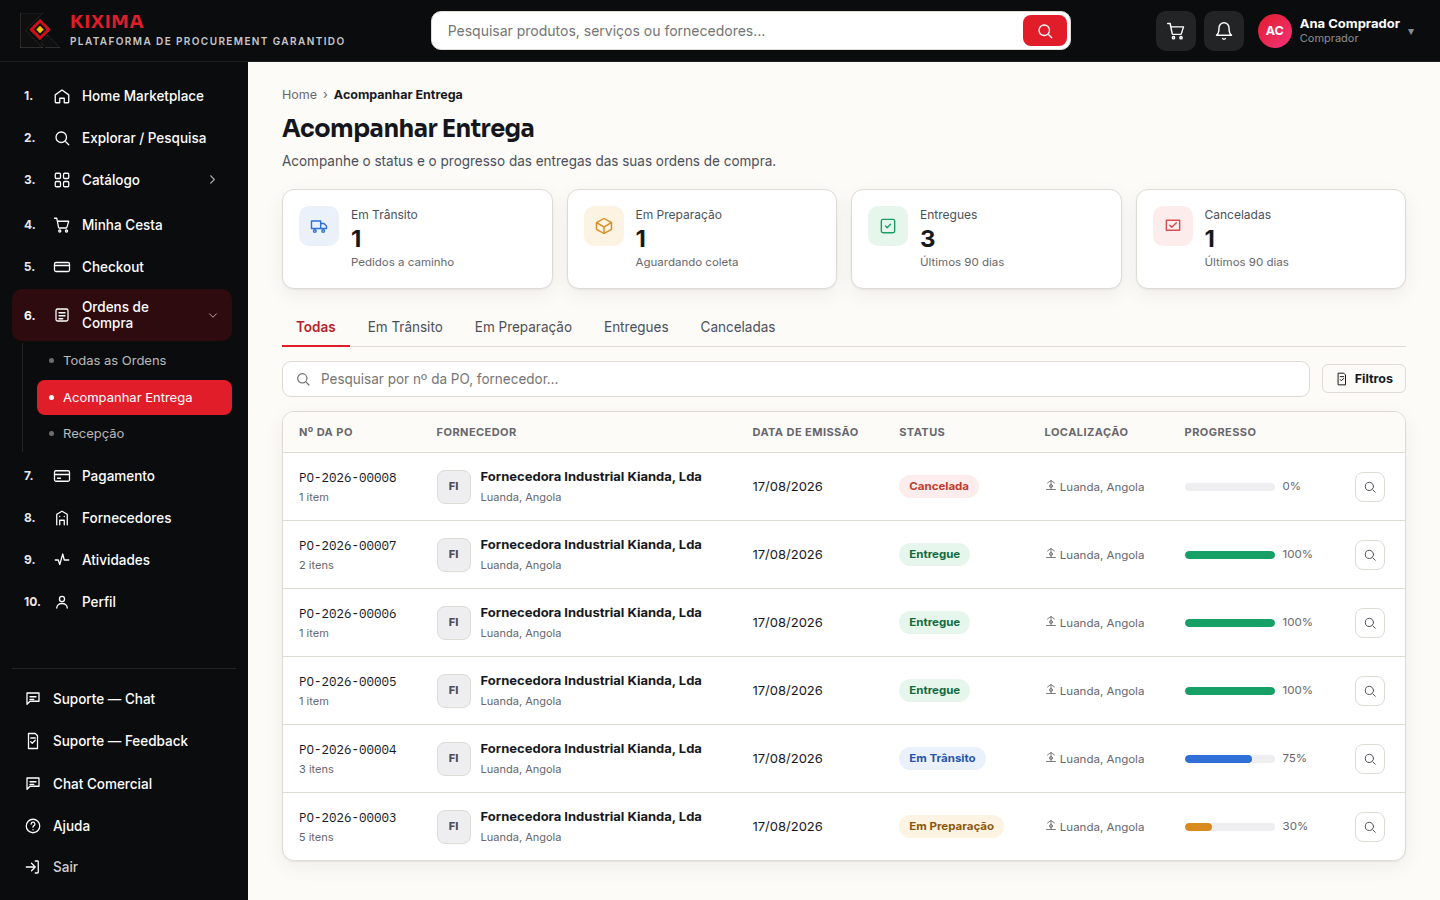 KIXIMA
PLATAFORMA DE PROCUREMENT GARANTIDO
Pesquisar produtos, serviços ou fornecedores...
AC
Ana Comprador
Comprador
1. Home Marketplace
2. Explorar / Pesquisa
3. Catálogo
4. Minha Cesta
5. Checkout
6. Ordens de
Compra
Todas as Ordens
Acompanhar Entrega
Recepção
7. Pagamento
8. Fornecedores
9. Atividades
10. Perfil
Suporte — Chat
Suporte — Feedback
Chat Comercial
Ajuda
Sair
Home › Acompanhar Entrega
Acompanhar Entrega
Acompanhe o status e o progresso das entregas das suas ordens de compra.
Em Trânsito
1
Pedidos a caminho
Em Preparação
1
Aguardando coleta
Entregues
3
Últimos 90 dias
Canceladas
1
Últimos 90 dias
Todas Em Trânsito Em Preparação Entregues Canceladas
Pesquisar por nº da PO, fornecedor...
Filtros
Nº DA PO FORNECEDOR DATA DE EMISSÃO STATUS LOCALIZAÇÃO PROGRESSO
PO-2026-00008
1 item
FI
Fornecedora Industrial Kianda, Lda
Luanda, Angola
17/08/2026
Cancelada
Luanda, Angola
0%
PO-2026-00007
2 itens
FI
Fornecedora Industrial Kianda, Lda
Luanda, Angola
17/08/2026
Entregue
Luanda, Angola
100%
PO-2026-00006
1 item
FI
Fornecedora Industrial Kianda, Lda
Luanda, Angola
17/08/2026
Entregue
Luanda, Angola
100%
PO-2026-00005
1 item
FI
Fornecedora Industrial Kianda, Lda
Luanda, Angola
17/08/2026
Entregue
Luanda, Angola
100%
PO-2026-00004
3 itens
FI
Fornecedora Industrial Kianda, Lda
Luanda, Angola
17/08/2026
Em Trânsito
Luanda, Angola
75%
PO-2026-00003
5 itens
FI
Fornecedora Industrial Kianda, Lda
Luanda, Angola
17/08/2026
Em Preparação
Luanda, Angola
30%